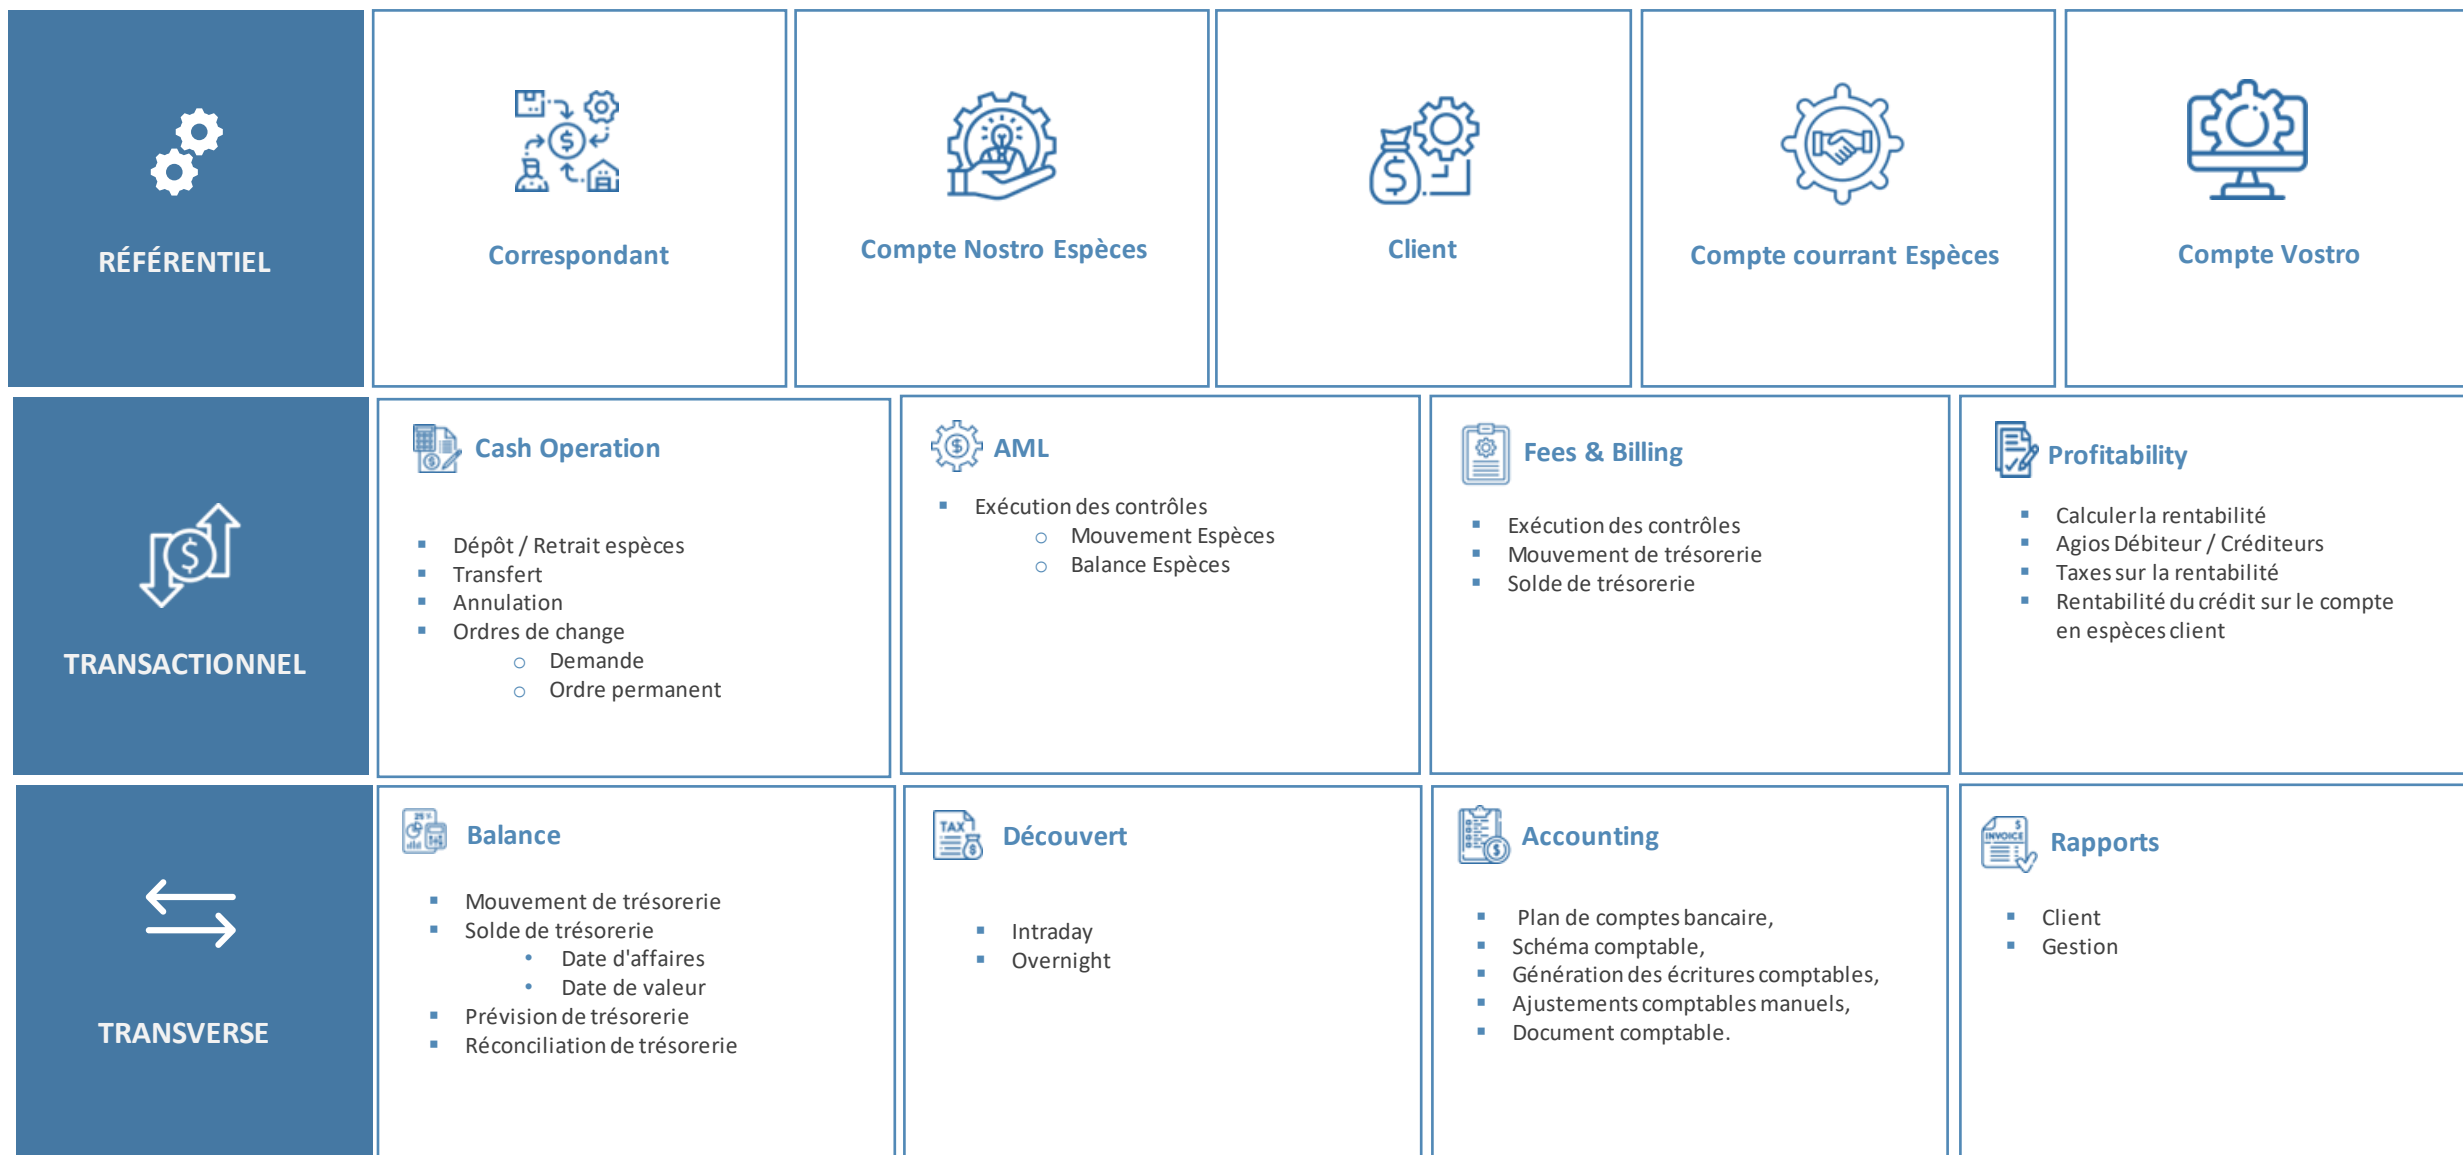 RÉFÉRENTIEL
Correspondant
Compte Nostro Espèces
Client
Compte courrant Espèces
Compte Vostro
TRANSACTIONNEL
Cash Operation
Dépôt / Retrait espèces
Transfert
Annulation
Ordres de change
Demande
Ordre permanent
AML
Exécution des contrôles
Mouvement Espèces
Balance Espèces
Fees & Billing
Exécution des contrôles
Mouvement de trésorerie
Solde de trésorerie
Profitability
Calculer la rentabilité
Agios Débiteur / Créditeurs
Taxes sur la rentabilité
Rentabilité du crédit sur le compte
en espèces client
TRANSVERSE
25 %
Balance
Mouvement de trésorerie
Solde de trésorerie
Date d'affaires
Date de valeur
Prévision de trésorerie
Réconciliation de trésorerie
TAX
Découvert
Intraday
Overnight
Accounting
Plan de comptes bancaire,
Schéma comptable,
Génération des écritures comptables,
Ajustements comptables manuels,
Document comptable.
INVOICE
Rapports
Client
Gestion